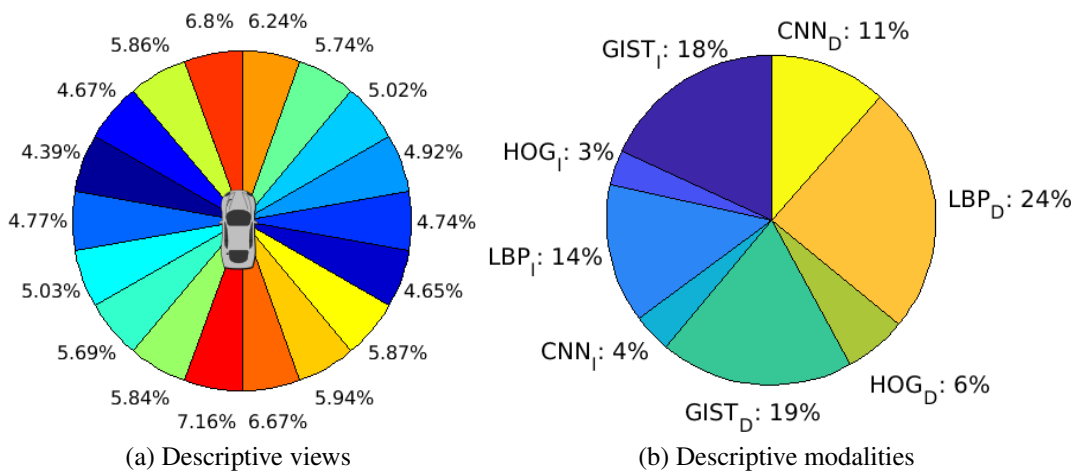 6.8% 6.24%
5.86% 5.74%
4.67% 5.02%
4.39% 4.92%
4.77% 4.74%
5.03% 4.65%
5.69% 5.87%
5.84% 5.94%
7.16% 6.67%
(a) Descriptive views
CNN_D: 11%
GIST_I: 18%
HOG_I: 3%
LBP_D: 24%
LBP_I: 14%
CNN_I: 4%
HOG_D: 6%
GIST_D: 19%
(b) Descriptive modalities